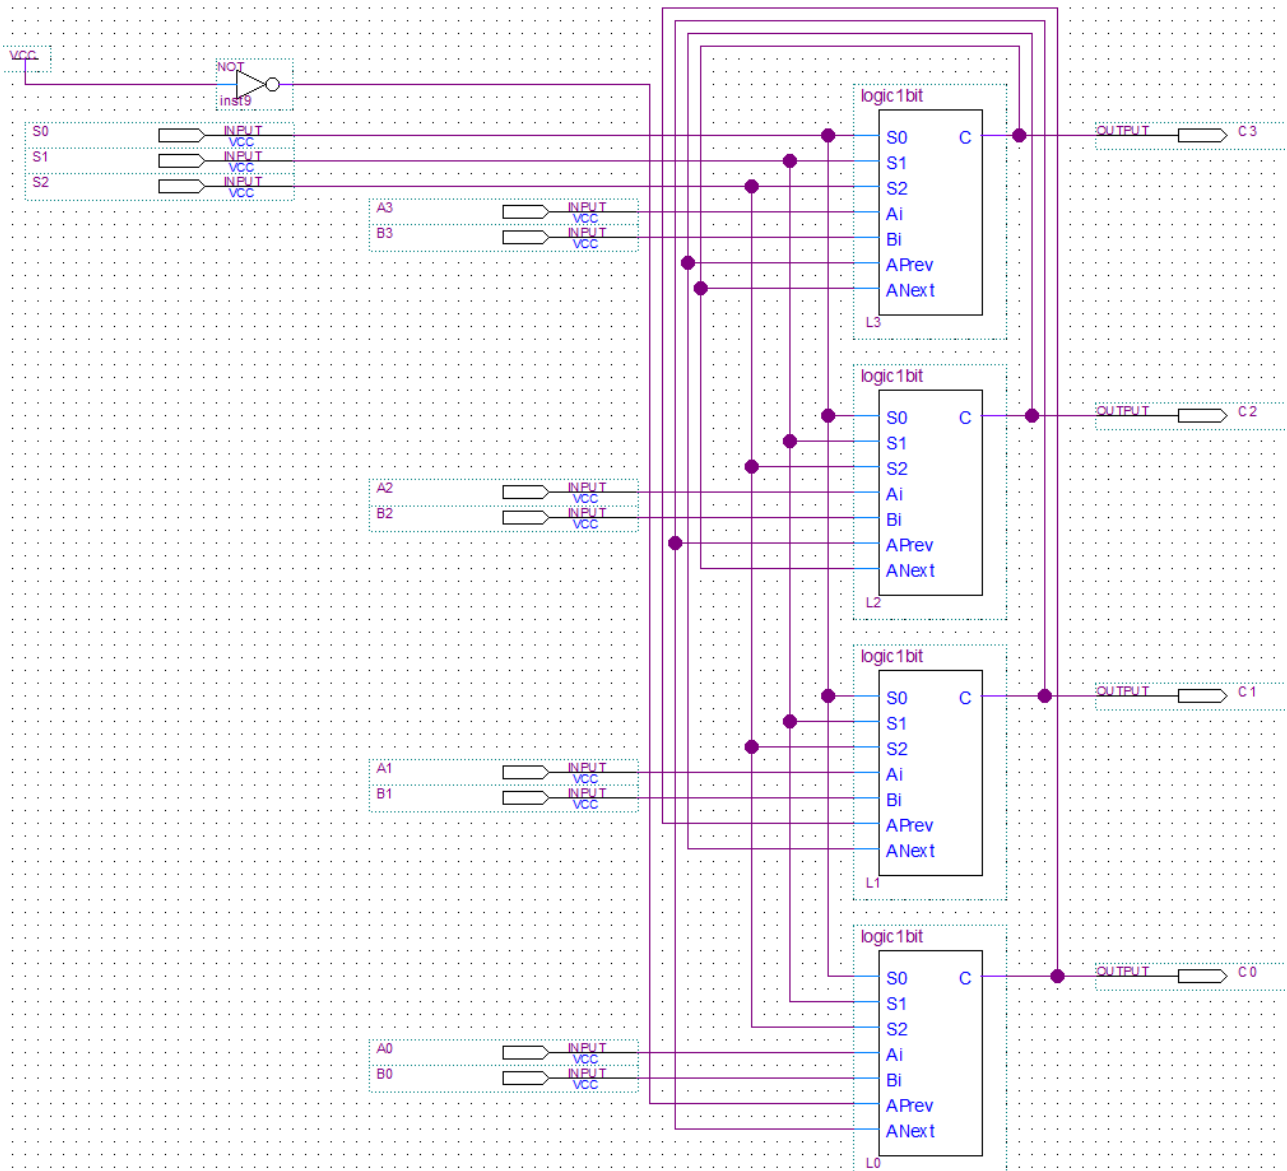 VCC
NOT
inst9
logic1bit
S0 INPUT
VCC
S1 INPUT
VCC
S2 INPUT
VCC
A3 INPUT
VCC
B3 INPUT
VCC
S0 C
S1
S2
Ai
Bi
APrev
ANext
L3
OUTPUT C3
logic1bit
A2 INPUT
VCC
B2 INPUT
VCC
S0 C
S1
S2
Ai
Bi
APrev
ANext
L2
OUTPUT C2
logic1bit
A1 INPUT
VCC
B1 INPUT
VCC
S0 C
S1
S2
Ai
Bi
APrev
ANext
L1
OUTPUT C1
logic1bit
A0 INPUT
VCC
B0 INPUT
VCC
S0 C
S1
S2
Ai
Bi
APrev
ANext
L0
OUTPUT C0